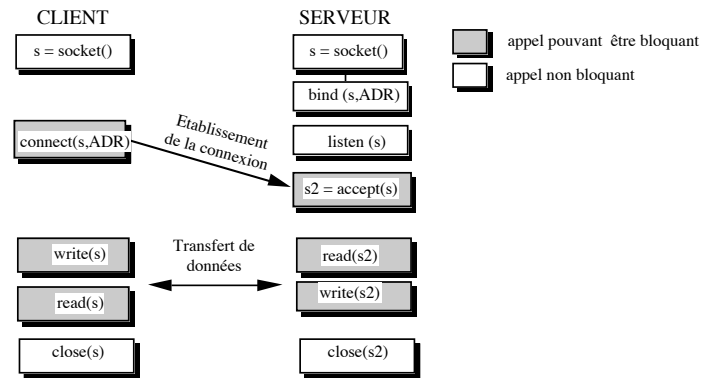 CLIENT
SERVEUR
s = socket()
s = socket()
appel pouvant être bloquant
appel non bloquant
bind (s,ADR)
connect(s,ADR)
Etablissement
de la connexion
listen (s)
s2 = accept(s)
write(s)
Transfert de
données
read(s2)
read(s)
write(s2)
close(s)
close(s2)